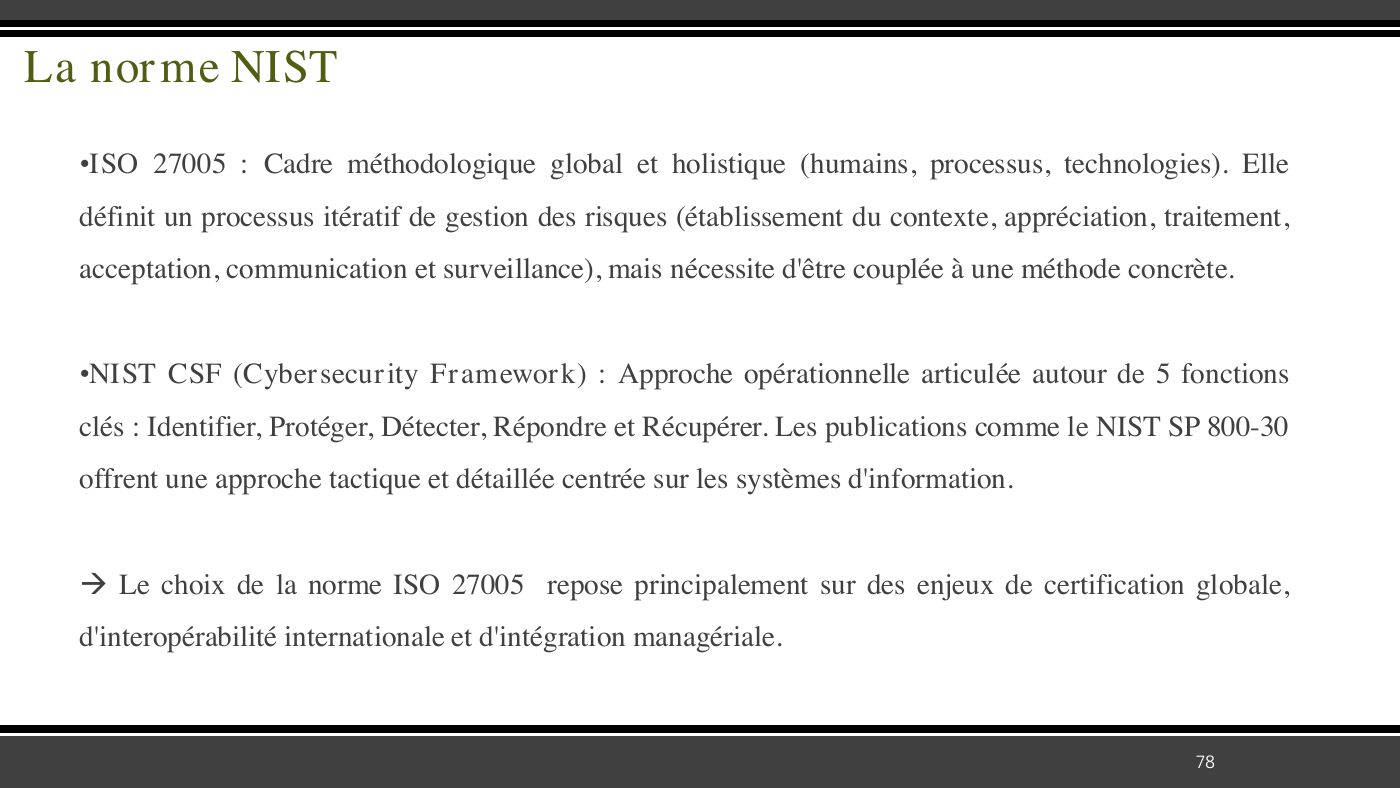 La norme NIST
•ISO 27005 : Cadre méthodologique global et holistique (humains, processus, technologies). Elle
définit un processus itératif de gestion des risques (établissement du contexte, appréciation, traitement,
acceptation, communication et surveillance), mais nécessite d'être couplée à une méthode concrète.
•NIST CSF (Cybersecurity Framework) : Approche opérationnelle articulée autour de 5 fonctions
clés : Identifier, Protéger, Détecter, Répondre et Récupérer. Les publications comme le NIST SP 800-30
offrent une approche tactique et détaillée centrée sur les systèmes d'information.
→ Le choix de la norme ISO 27005 repose principalement sur des enjeux de certification globale,
d'interopérabilité internationale et d'intégration managériale.
78